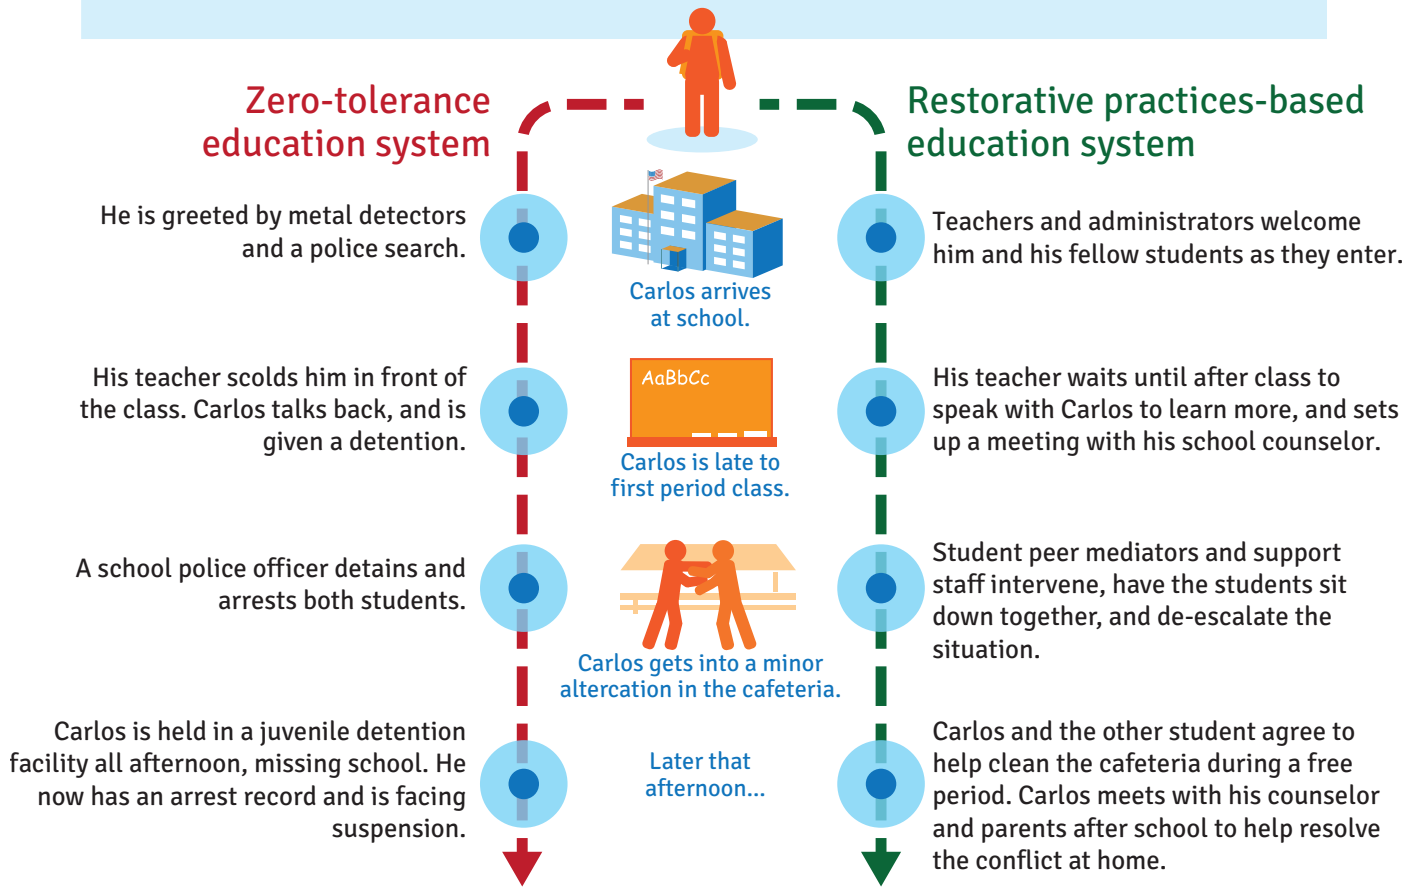 Zero-tolerance
education system
Restorative practices-based
education system
He is greeted by metal detectors
and a police search.
Carlos arrives
at school.
Teachers and administrators welcome
him and his fellow students as they enter.
His teacher scolds him in front of
the class. Carlos talks back, and is
given a detention.
AaBbCc
Carlos is late to
first period class.
His teacher waits until after class to
speak with Carlos to learn more, and sets
up a meeting with his school counselor.
A school police officer detains and
arrests both students.
Carlos gets into a minor
altercation in the cafeteria.
Student peer mediators and support
staff intervene, have the students sit
down together, and de-escalate the
situation.
Carlos is held in a juvenile detention
facility all afternoon, missing school. He
now has an arrest record and is facing
suspension.
Later that
afternoon...
Carlos and the other student agree to
help clean the cafeteria during a free
period. Carlos meets with his counselor
and parents after school to help resolve
the conflict at home.